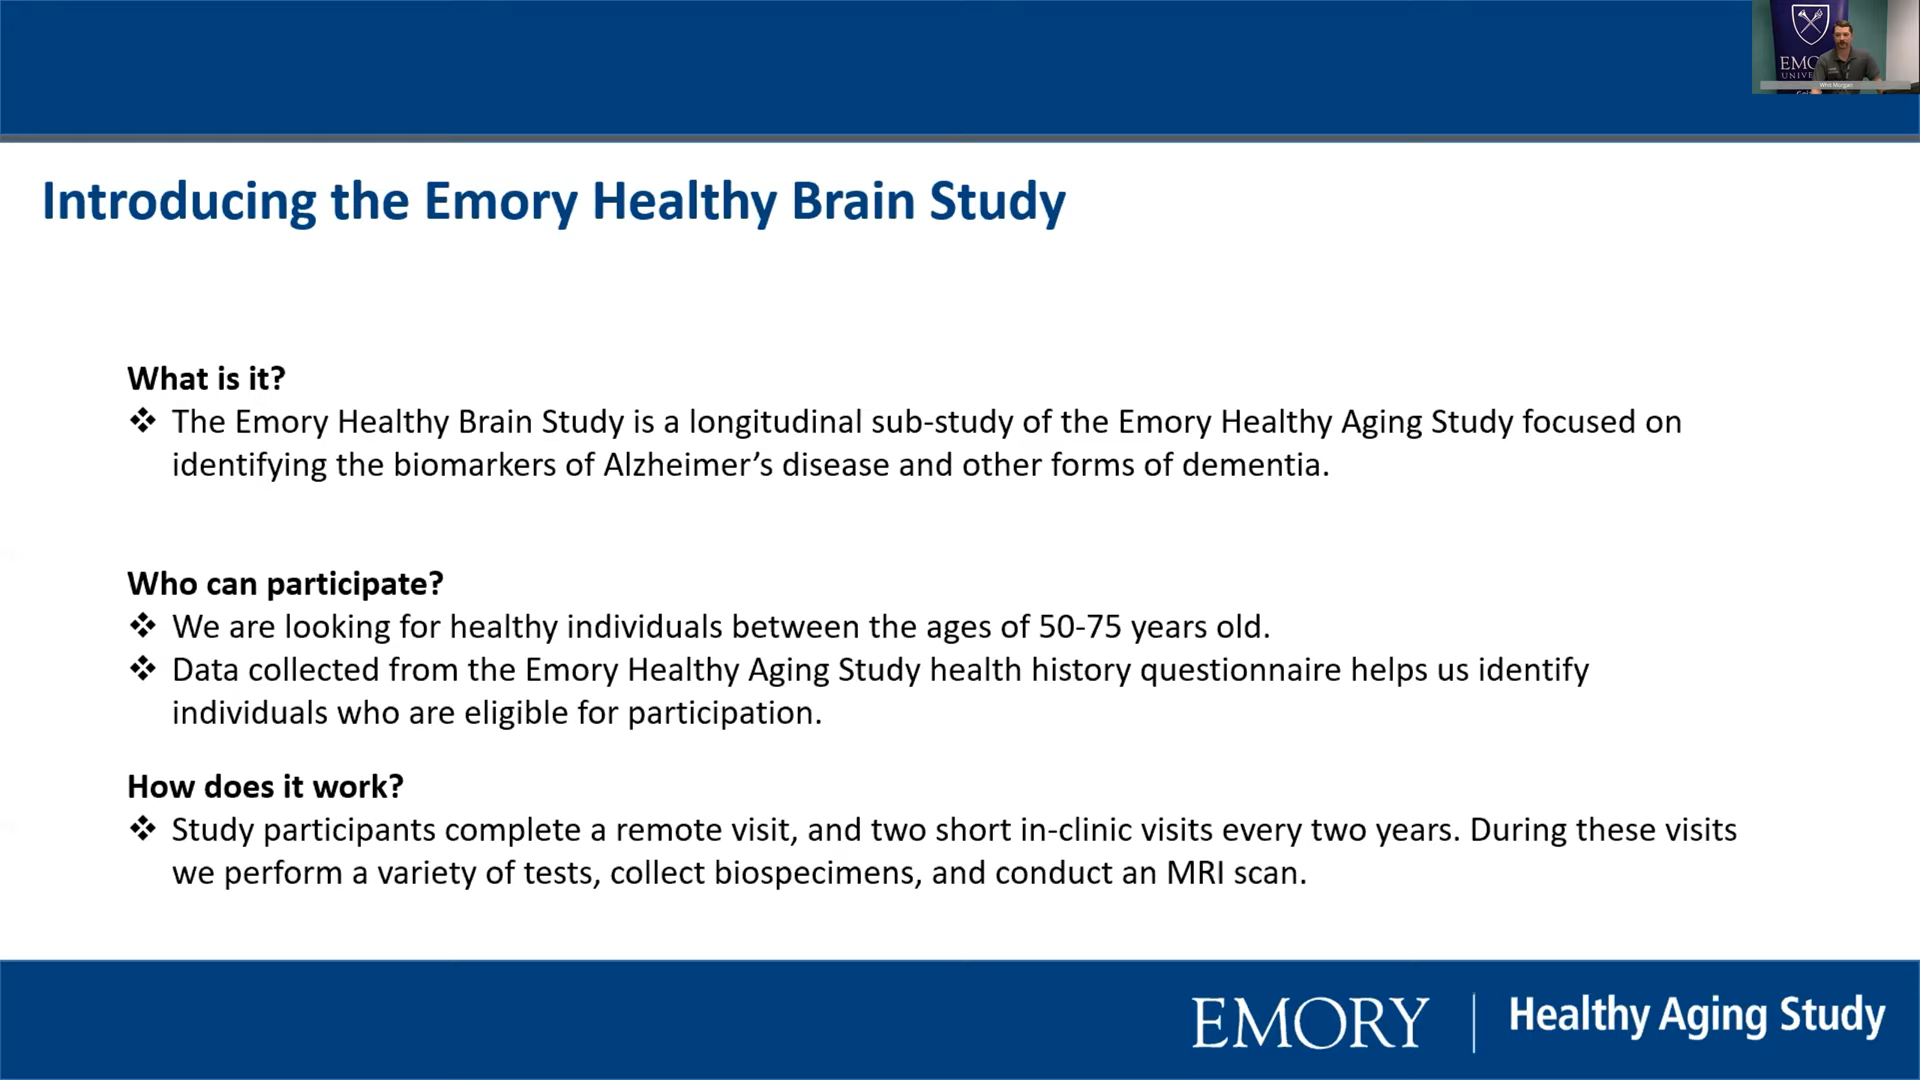 EMO
UNIVE
Whis Morgan
Introducing the Emory Healthy Brain Study
What is it?
❖ The Emory Healthy Brain Study is a longitudinal sub-study of the Emory Healthy Aging Study focused on
identifying the biomarkers of Alzheimer’s disease and other forms of dementia.
Who can participate?
❖ We are looking for healthy individuals between the ages of 50-75 years old.
❖ Data collected from the Emory Healthy Aging Study health history questionnaire helps us identify
individuals who are eligible for participation.
How does it work?
❖ Study participants complete a remote visit, and two short in-clinic visits every two years. During these visits
we perform a variety of tests, collect biospecimens, and conduct an MRI scan.
EMORY | Healthy Aging Study